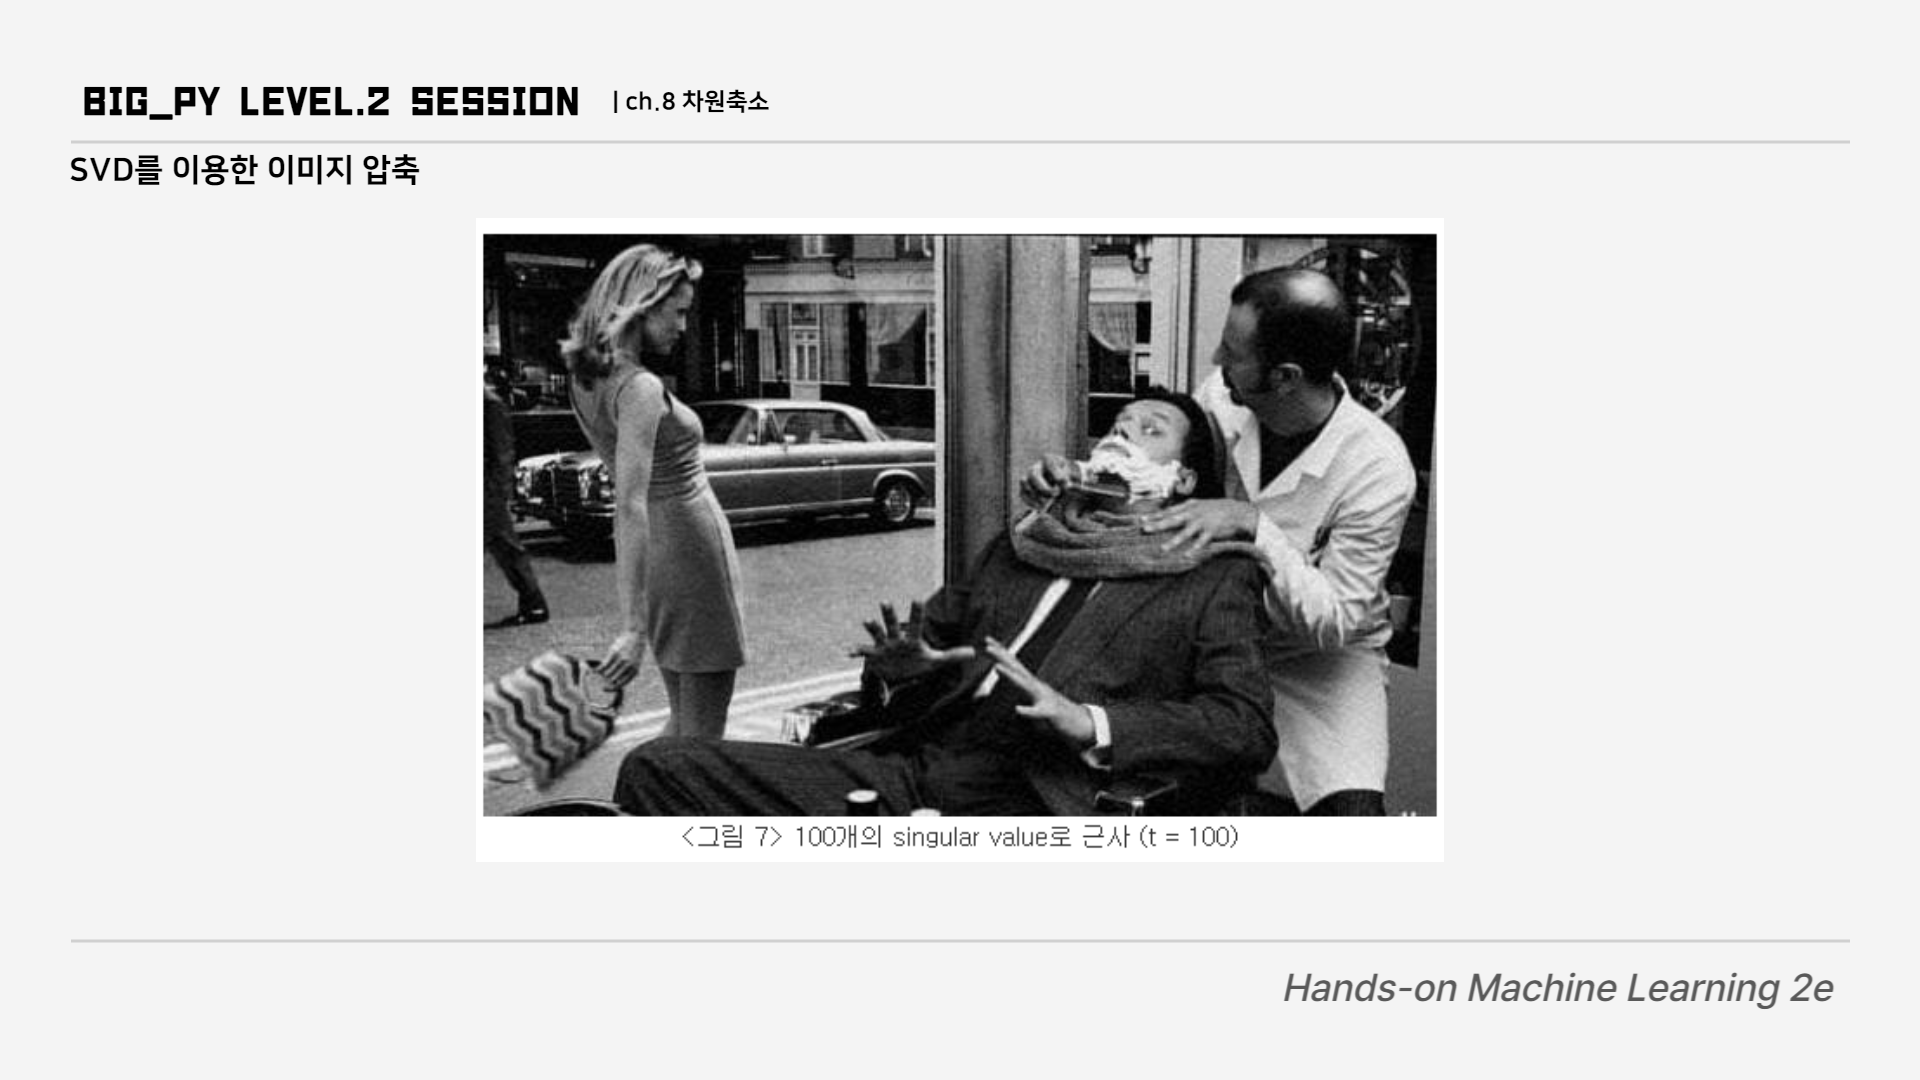 BIG_PY LEVEL.2 SESSION | ch.8 차원축소
SVD를 이용한 이미지 압축
<그림 7> 100개의 singular value로 근사 (t = 100)
Hands-on Machine Learning 2e